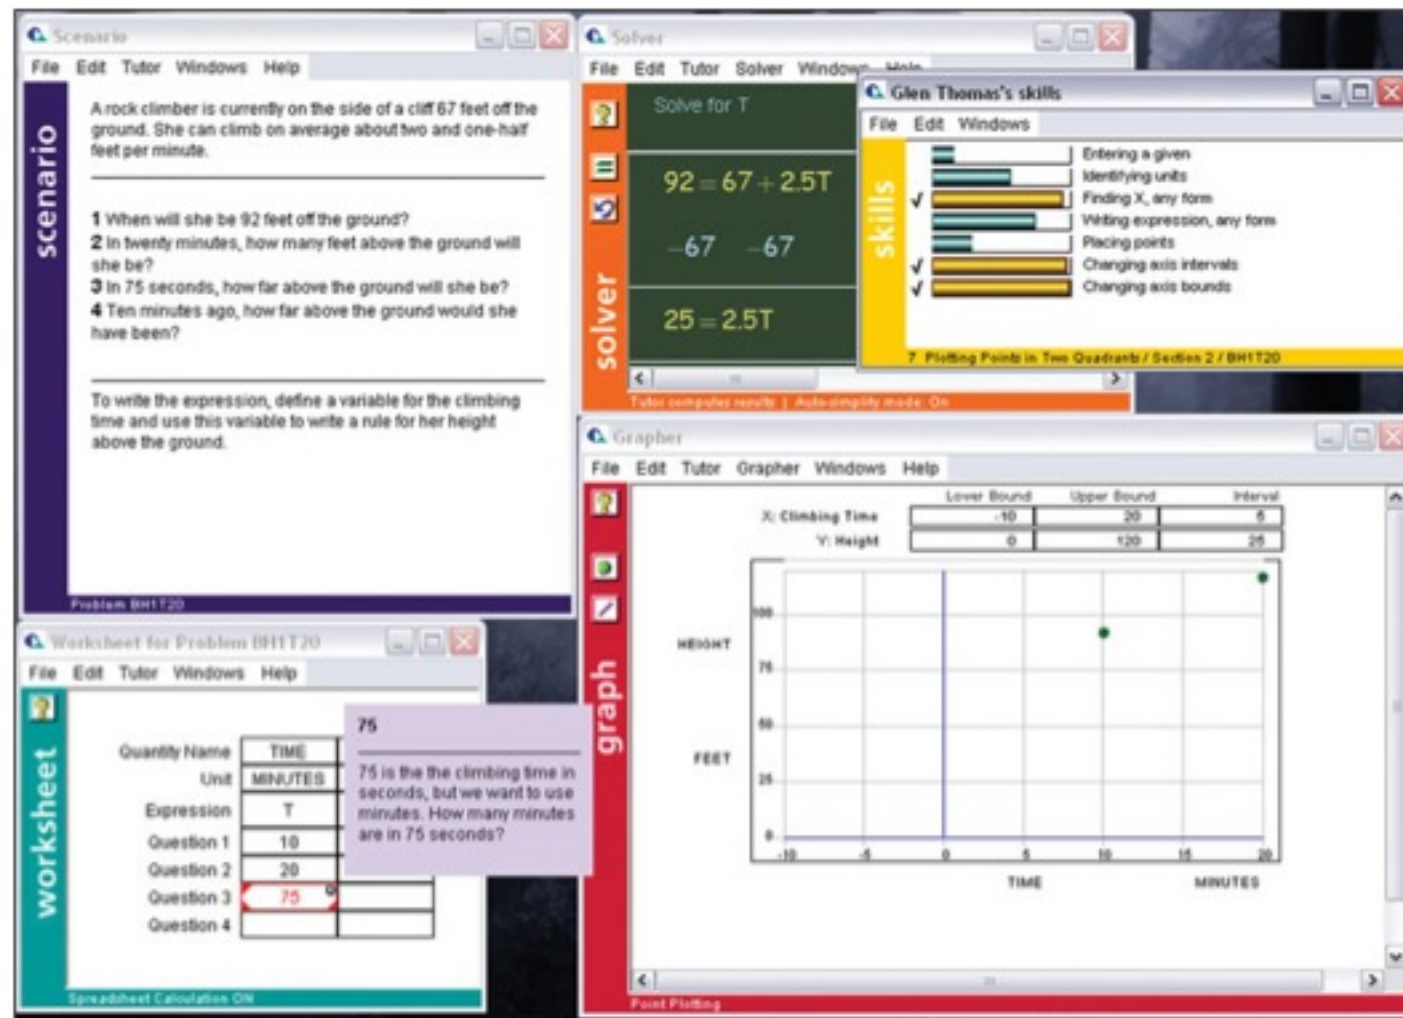 Scenario
File Edit Tutor Windows Help
scenario
A rock climber is currently on the side of a cliff 67 feet off the
ground. She can climb on average about two and one-half
feet per minute.
1 When will she be 92 feet off the ground?
2 In twenty minutes, how many feet above the ground will
she be?
3 In 75 seconds, how far above the ground will she be?
4 Ten minutes ago, how far above the ground would she
have been?
To write the expression, define a variable for the climbing
time and use this variable to write a rule for her height
above the ground.
Problem BH1T20
Solver
File Edit Tutor Solver Windows Help
solver
Solve for T
92 = 67 + 2.5T
-67 -67
25 = 2.5T
Tutor computes results | Auto-simplify mode: On
Glen Thomas's skills
File Edit Windows
skills
Entering a given
Identifying units
√ Finding X, any form
Writing expression, any form
Placing points
√ Changing axis intervals
√ Changing axis bounds
7 Plotting Points in Two Quadrants / Section 2 / BH1T20
Worksheet for Problem BH1T20
File Edit Tutor Windows Help
worksheet
Quantity Name TIME
Unit MINUTES
Expression T
Question 1 10
Question 2 20
Question 3 75
Question 4
75
75 is the the climbing time in
seconds, but we want to use
minutes. How many minutes
are in 75 seconds?
Spreadsheet Calculation ON
Grapher
File Edit Tutor Grapher Windows Help
graph
Lower Bound Upper Bound Interval
X: Climbing Time -10 20 5
Y: Height 0 120 25
100
HEIGHT
75
50
FEET
25
0
-10 -5 0 5 10 15 20
TIME MINUTES
Point Plotting